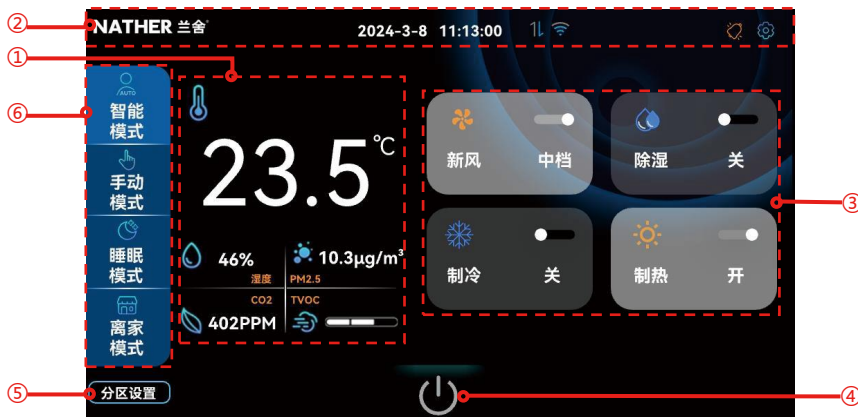 ② NATHER 兰舍 2024-3-8 11:13:00
①
⑥
AUTO
智能
模式
手动
模式
睡眠
模式
离家
模式
23.5℃
46%
湿度
10.3μg/m³
PM2.5
CO2
402PPM
TVOC
新风 中档
除湿 关
③
制冷 关
制热 开
⑤ 分区设置
④